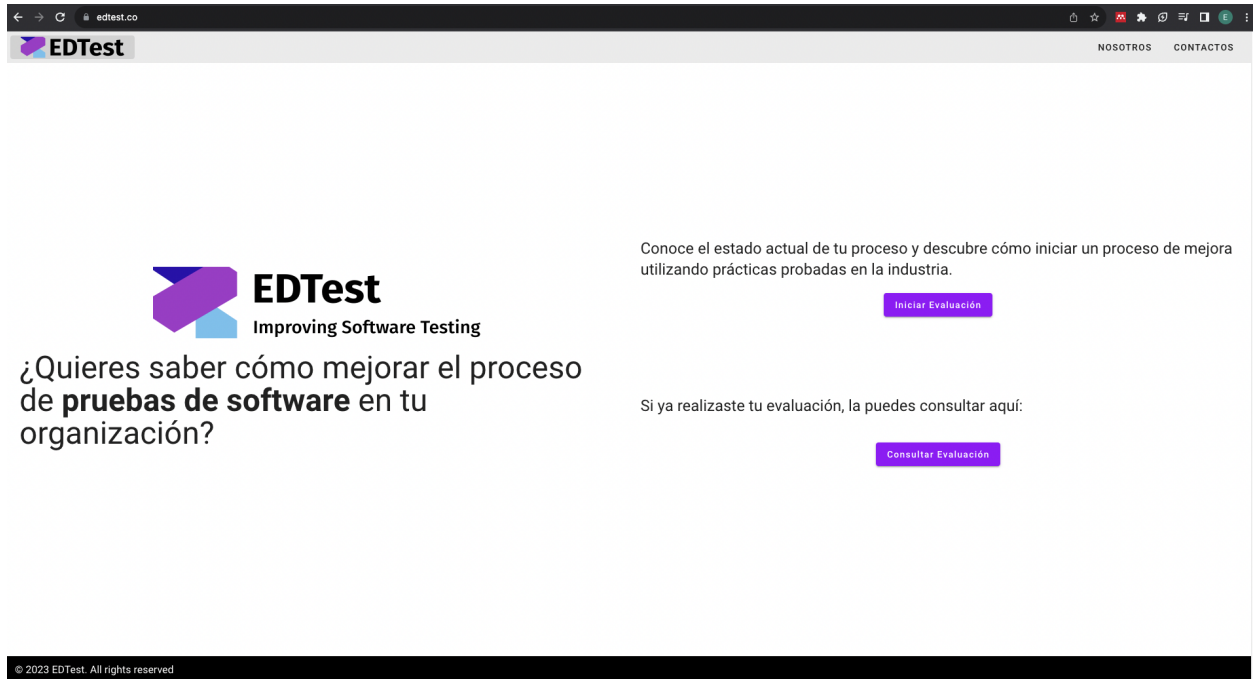 edtest.co
E
EDTest
NOSOTROS CONTACTOS
EDTest
Improving Software Testing
¿Quieres saber cómo mejorar el proceso
de pruebas de software en tu
organización?
Conoce el estado actual de tu proceso y descubre cómo iniciar un proceso de mejora
utilizando prácticas probadas en la industria.
Iniciar Evaluación
Si ya realizaste tu evaluación, la puedes consultar aquí:
Consultar Evaluación
© 2023 EDTest. All rights reserved